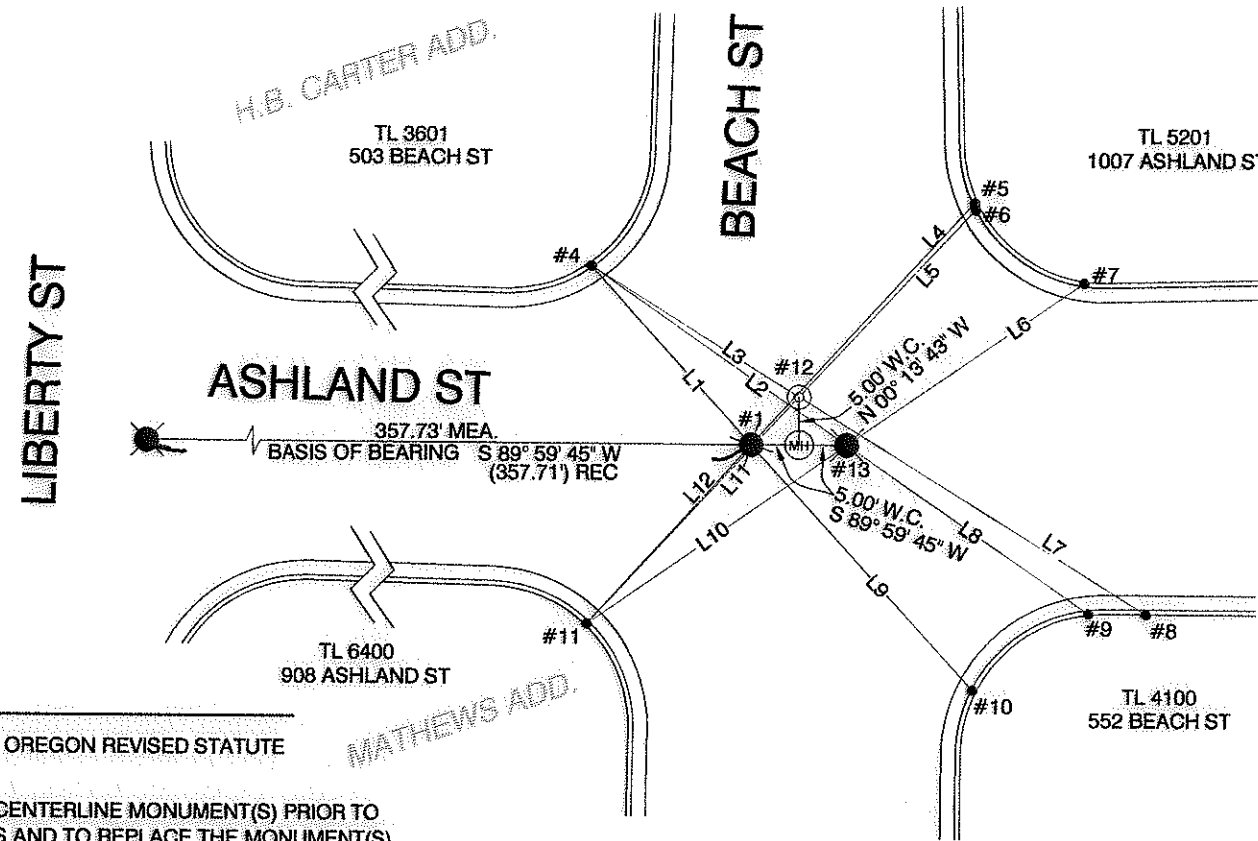 H.B. CARTER ADD.
TL 3601
503 BEACH ST
BEACH ST
TL 5201
1007 ASHLAND ST
#5
#6
#4
#7
L4
L5
L6
LIBERTY ST
ASHLAND ST
L3
L2
L1
#12
5.00' W.C.
N 00° 13' 43" W
#1
357.73' MEA.
BASIS OF BEARING S 89° 59' 45" W
(357.71') REC
MH
#13
L12
L11
L10
5.00' W.C.
S 89° 59' 45" W
L8
L7
L9
#11
#9
#8
#10
TL 6400
908 ASHLAND ST
MATHEWS ADD.
TL 4100
552 BEACH ST
OREGON REVISED STATUTE
CENTERLINE MONUMENT(S) PRIOR TO
S AND TO REPLACE THE MONUMENT(S)